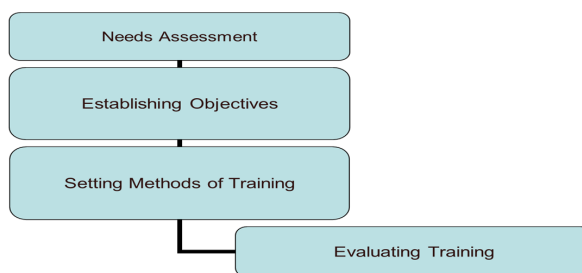 Needs Assessment
Establishing Objectives
Setting Methods of Training
Evaluating Training